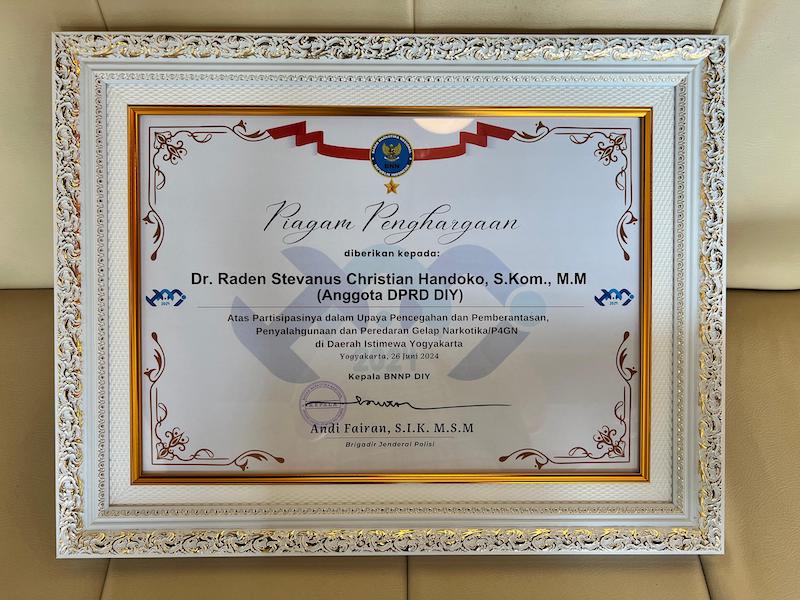 BNN
Piagam Penghargaan
diberikan kepada:
Dr. Raden Stevanus Christian Handoko, S.Kom., M.M
(Anggota DPRD DIY)
Atas Partisipasinya dalam Upaya Pencegahan dan Pemberantasan,
Penyalahgunaan dan Peredaran Gelap Narkotika/P4GN
di Daerah Istimewa Yogyakarta
Yogyakarta, 26 Juni 2024
Kepala BNNP DIY
KEPALA
Andi Fairan, S.I.K. M.S.M
Brigadir Jenderal Polisi